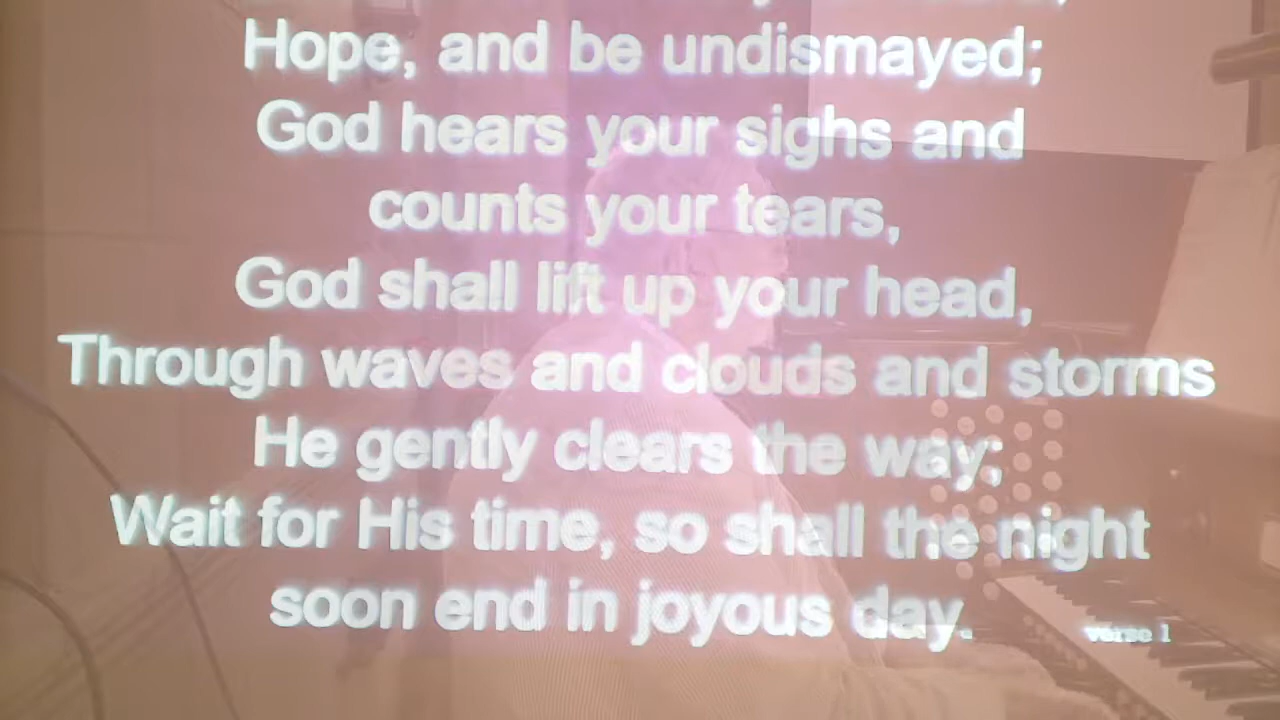 Hope, and be undismayed;
God hears your sighs and
counts your tears,
God shall lift up your head,
Through waves and clouds and storms
He gently clears the way;
Wait for His time, so shall the night
soon end in joyous day.
verse 1